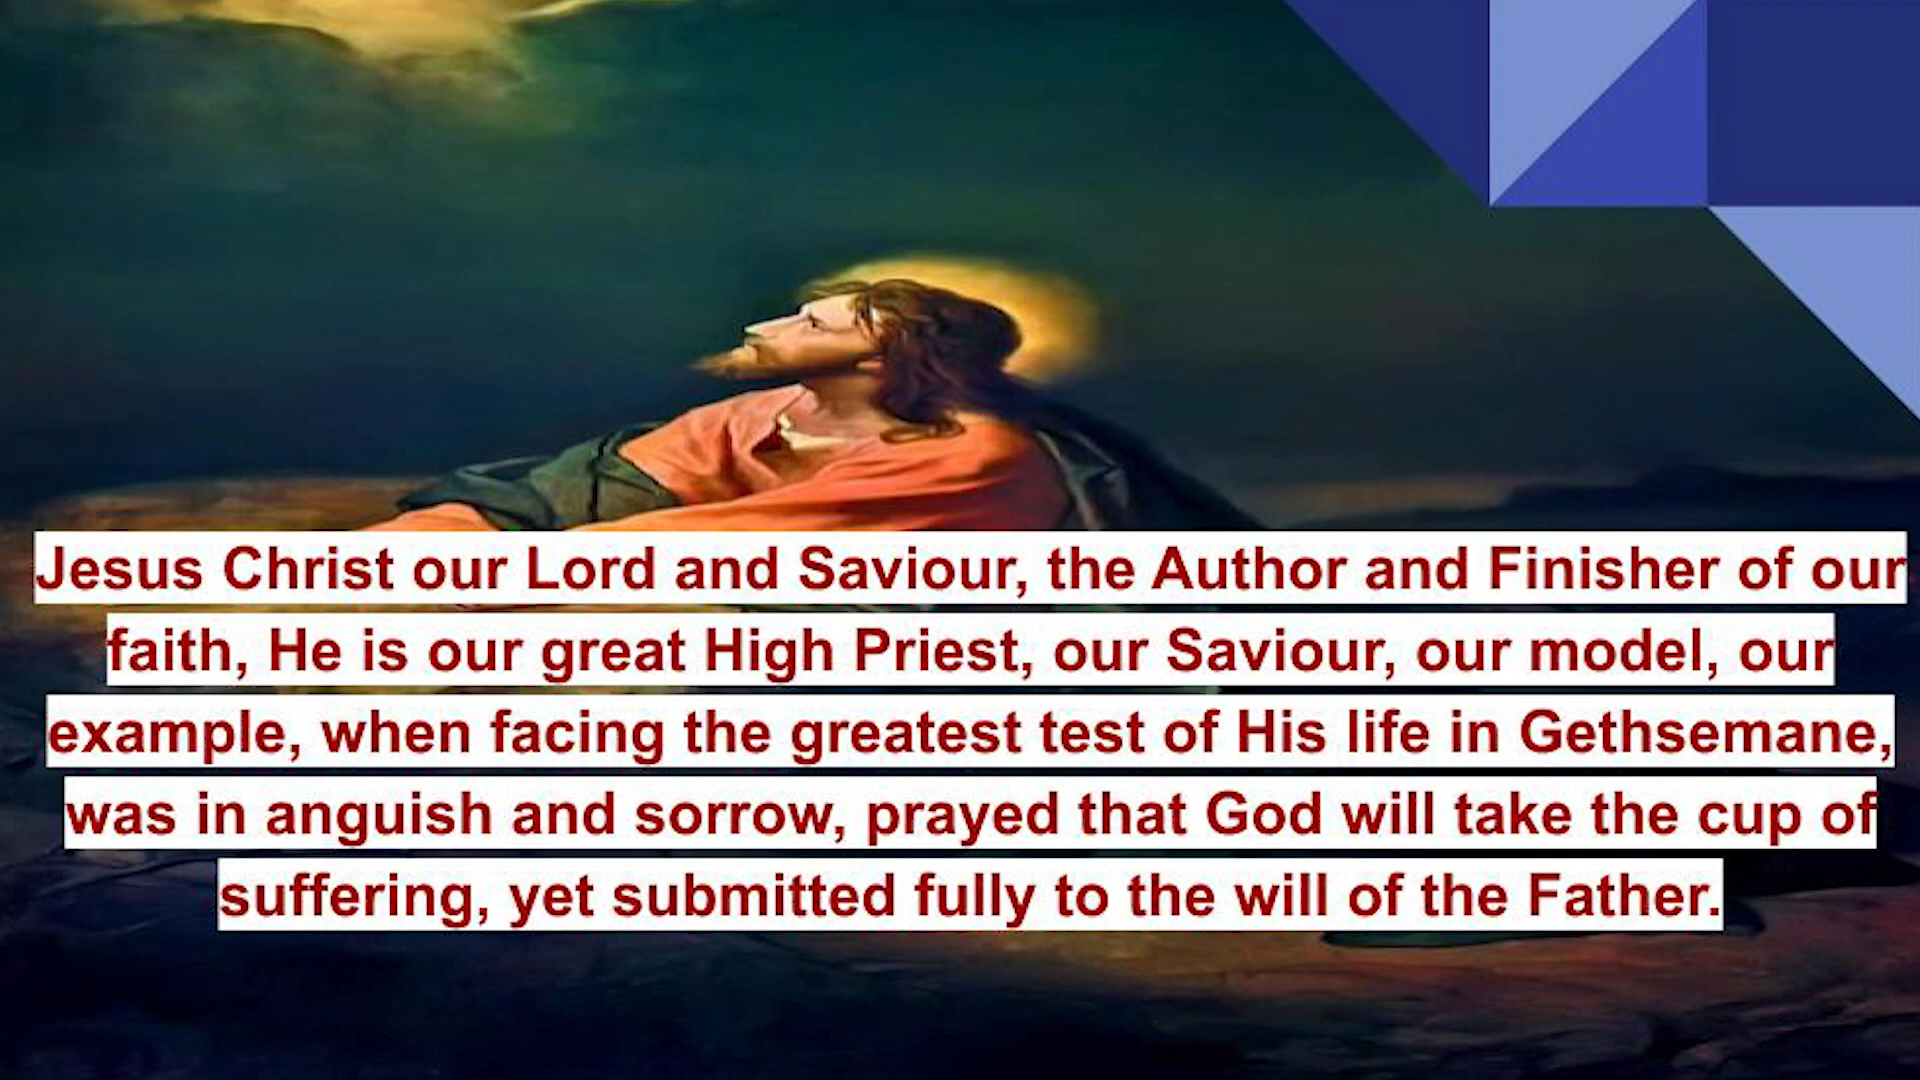 Jesus Christ our Lord and Saviour, the Author and Finisher of our
faith, He is our great High Priest, our Saviour, our model, our
example, when facing the greatest test of His life in Gethsemane,
was in anguish and sorrow, prayed that God will take the cup of
suffering, yet submitted fully to the will of the Father.